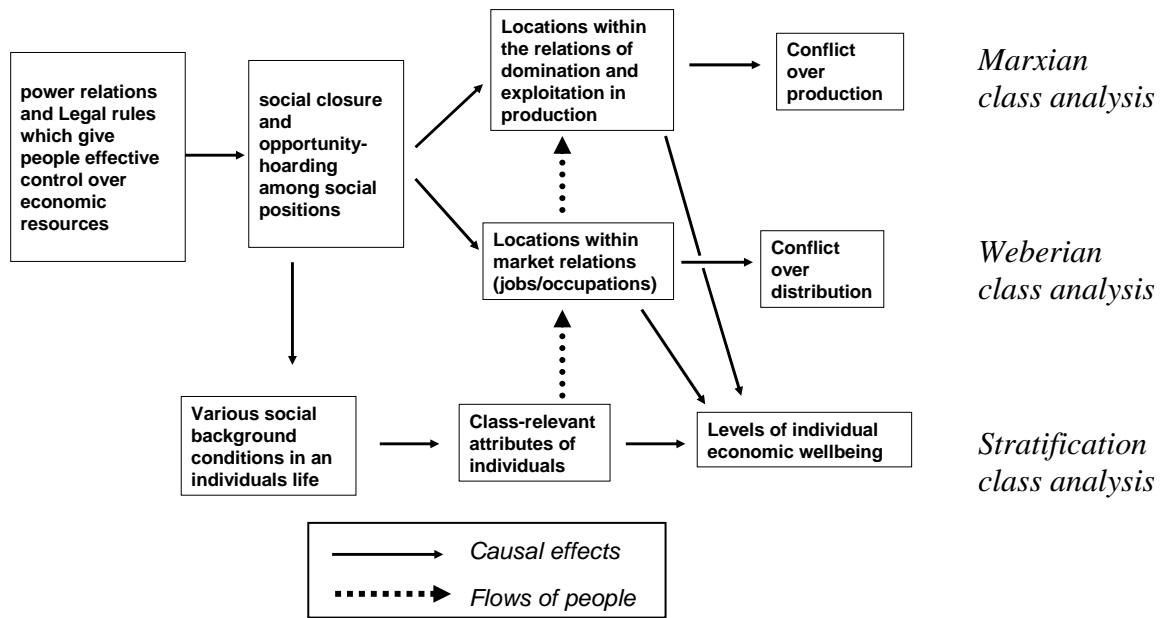 power relations
and Legal rules
which give
people effective
control over
economic
resources
social closure
and
opportunity-
hoarding
among social
positions
Locations within
the relations of
domination and
exploitation in
production
Conflict
over
production
Marxian
class analysis
Locations within
market relations
(jobs/occupations)
Conflict
over
distribution
Weberian
class analysis
Various social
background
conditions in an
individuals life
Class-relevant
attributes of
individuals
Levels of individual
economic wellbeing
Stratification
class analysis
Causal effects
Flows of people